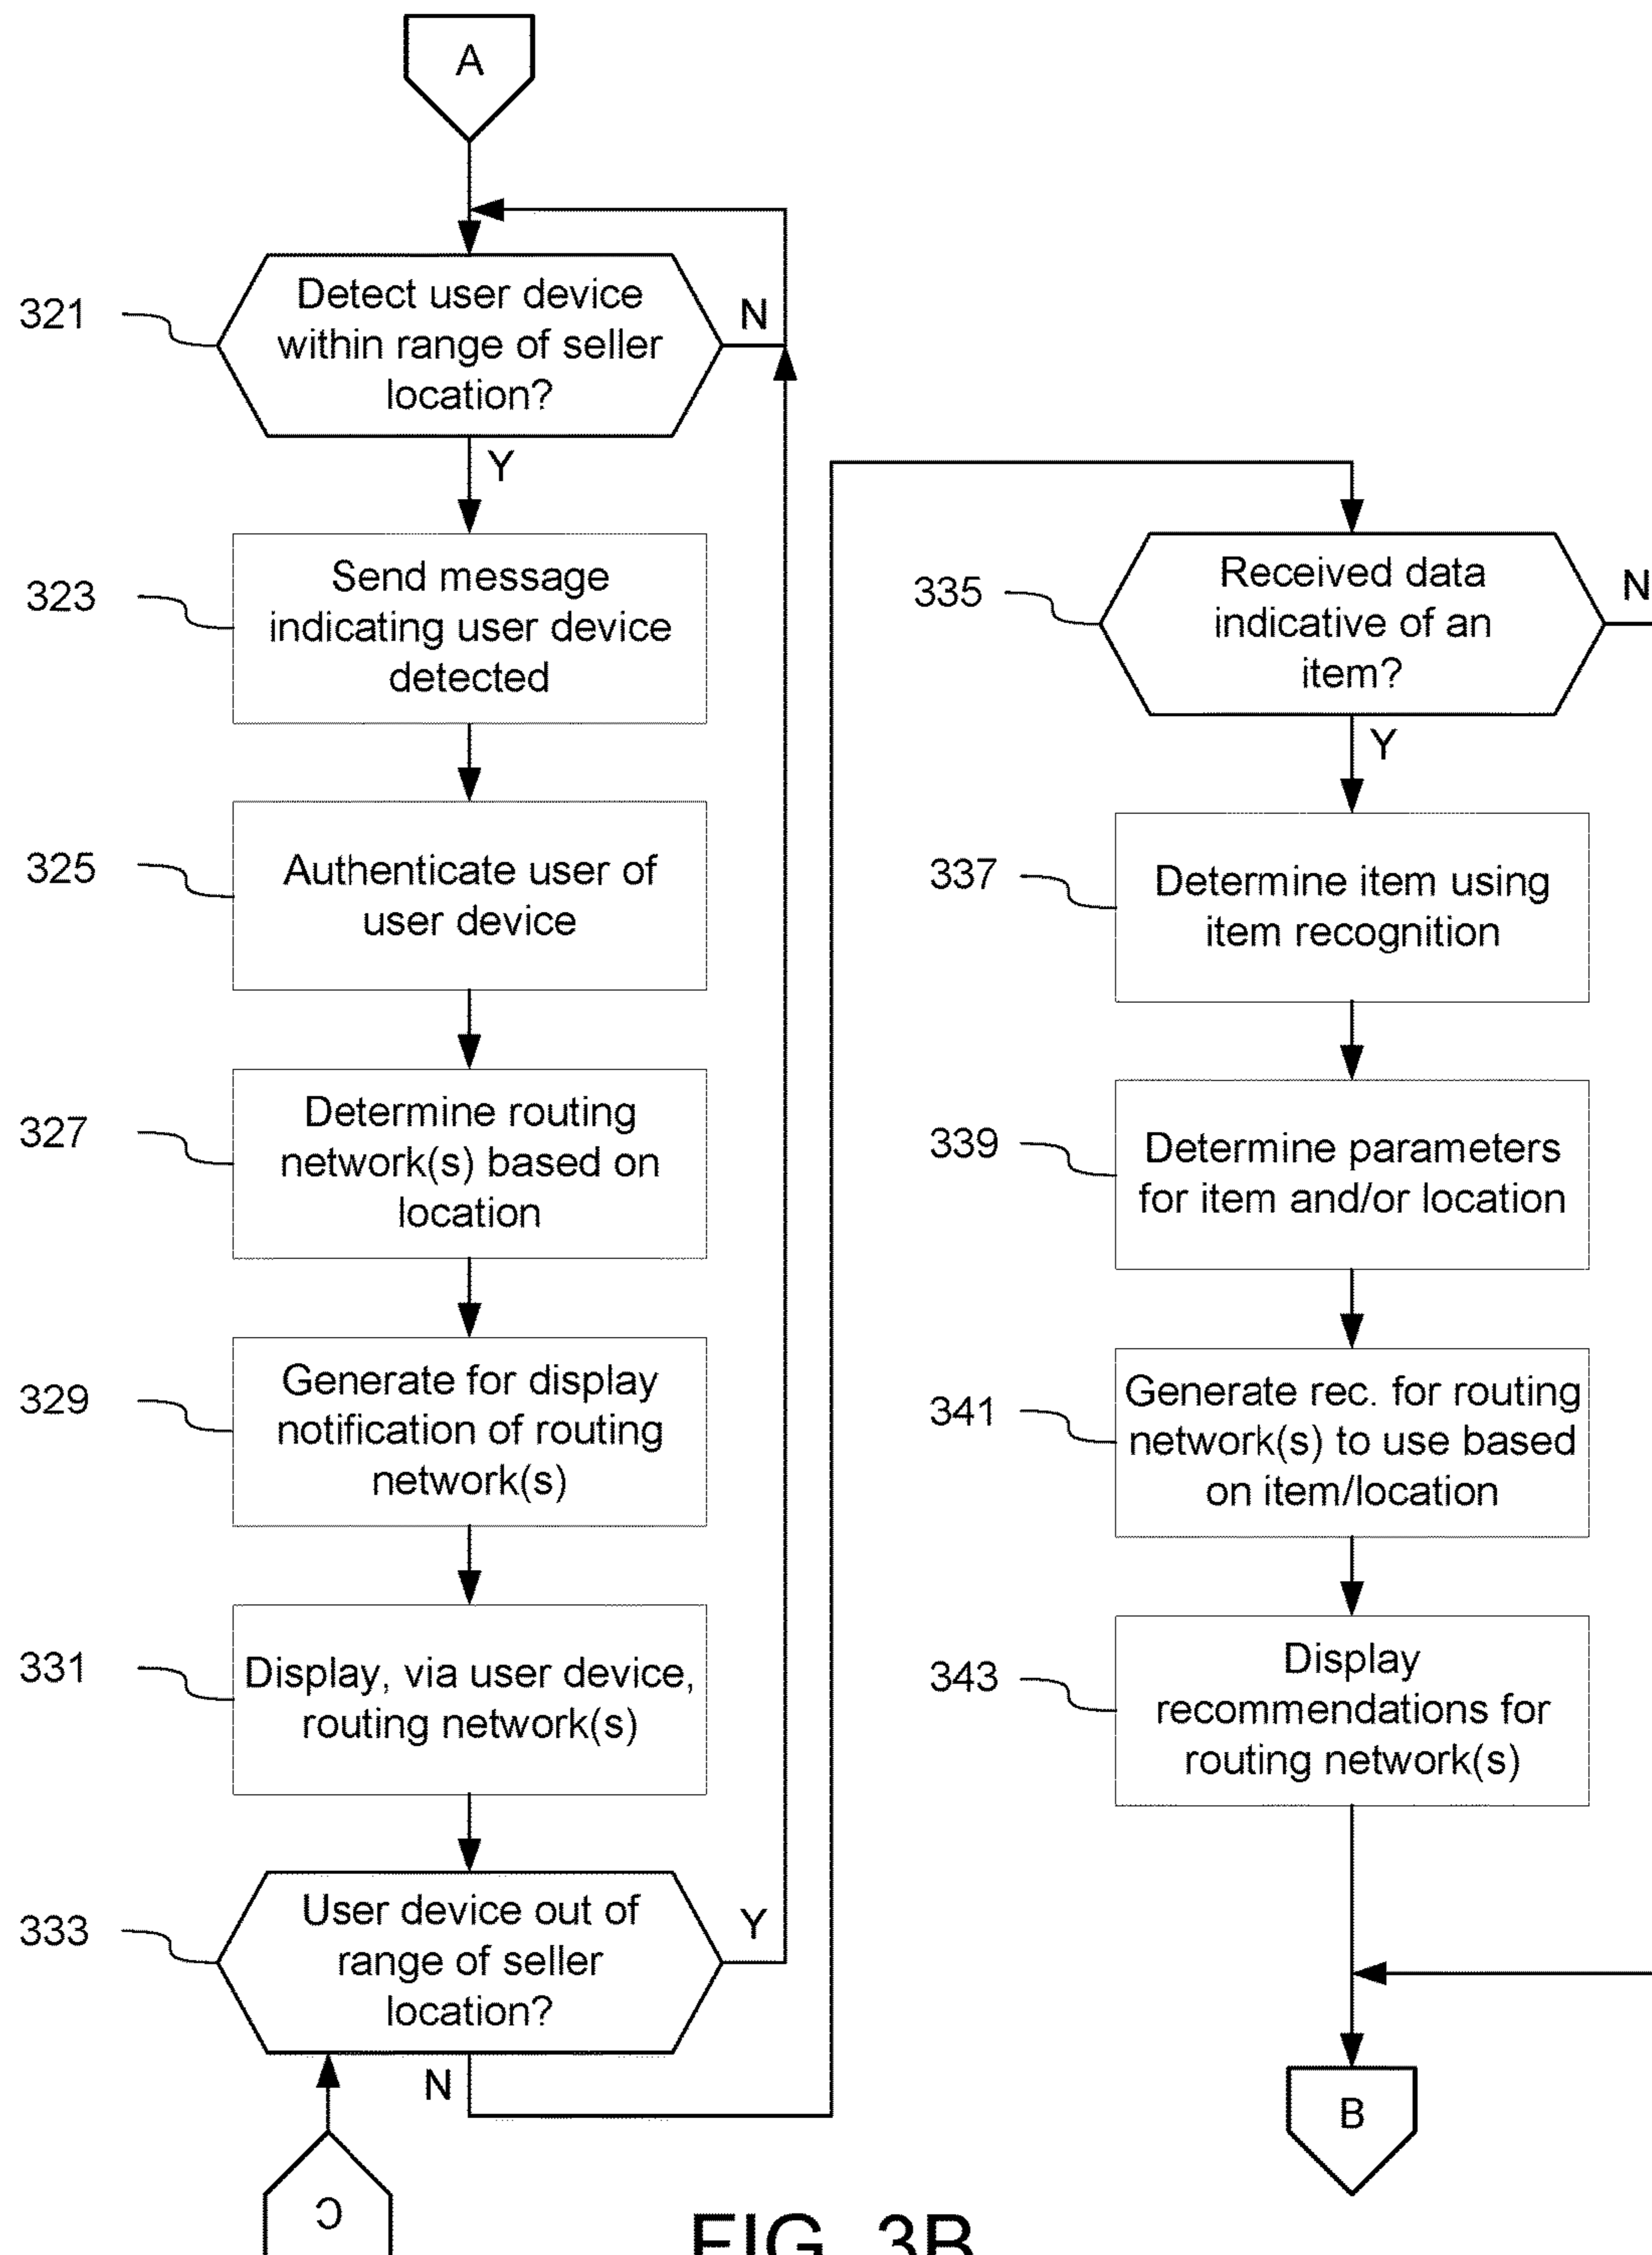 A
321
Detect user device
within range of seller
location?
N
Y
323
Send message
indicating user device
detected
325
Authenticate user of
user device
327
Determine routing
network(s) based on
location
329
Generate for display
notification of routing
network(s)
331
Display, via user device,
routing network(s)
333
User device out of
range of seller
location?
Y
N
C
335
Received data
indicative of an
item?
N
Y
337
Determine item using
item recognition
339
Determine parameters
for item and/or location
341
Generate rec. for routing
network(s) to use based
on item/location
343
Display
recommendations for
routing network(s)
B
FIG. 3B